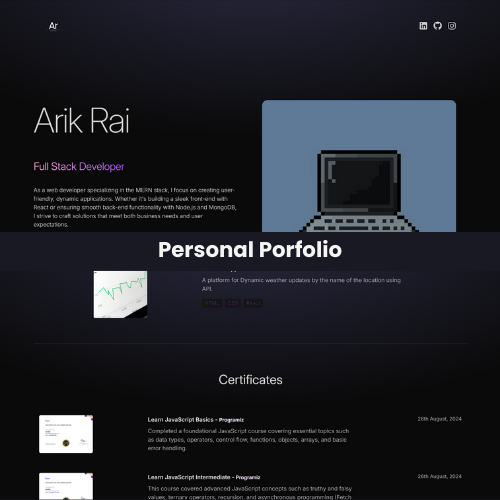 Ar
Arik Rai
Full Stack Developer
As a web developer specializing in the MERN stack, I focus on creating user-
friendly, dynamic applications. Whether it's building a sleek front-end with
React or ensuring smooth back-end functionality with Node.js and MongoDB,
I strive to craft solutions that meet both business needs and user
expectations.
Personal Porfolio
A platform for Dynamic weather updates by the name of the location using
API.
HTML CSS React
Certificates
Learn JavaScript Basics - Programiz
28th August, 2024
Completed a foundational JavaScript course covering essential topics such
as data types, operators, control flow, functions, objects, arrays, and basic
error handling.
Learn JavaScript Intermediate - Programiz
28th August, 2024
This course covered advanced JavaScript concepts such as truthy and falsy
values, ternary operators, recursion, and asynchronous programming (Fetch